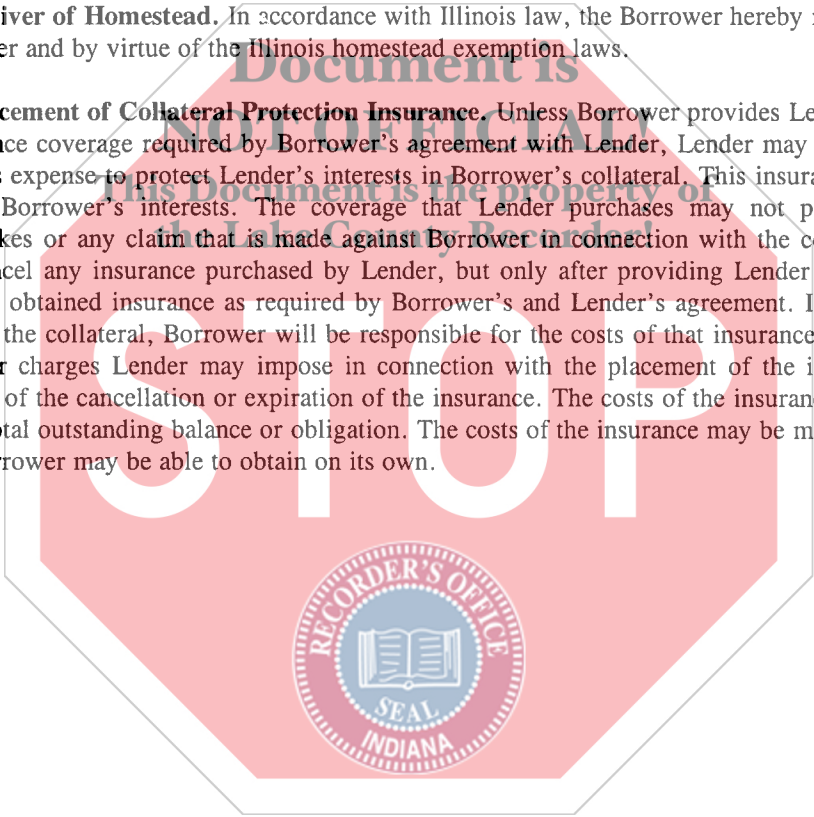 iver of Homestead. In accordance with Illinois law, the Borrower hereby
er and by virtue of the Illinois homestead exemption laws.
Document is
cement of Collateral Protection Insurance. Unless Borrower provides Le
NOT OFFICIAL!
ce coverage required by Borrower's agreement with Lender, Lender may
s expense to protect Lender's interests in Borrower's collateral. This insura
This Document is the property of
Borrower's interests. The coverage that Lender purchases may not p
the Lake County Recorder!
kes or any claim that is made against Borrower in connection with the c
cel any insurance purchased by Lender, but only after providing Lender
obtained insurance as required by Borrower's and Lender's agreement. I
the collateral, Borrower will be responsible for the costs of that insurance
r charges Lender may impose in connection with the placement of the i
of the cancellation or expiration of the insurance. The costs of the insuran
tal outstanding balance or obligation. The costs of the insurance may be m
rrower may be able to obtain on its own.
STOP
RECORDER'S OFFICE
SEAL
INDIANA